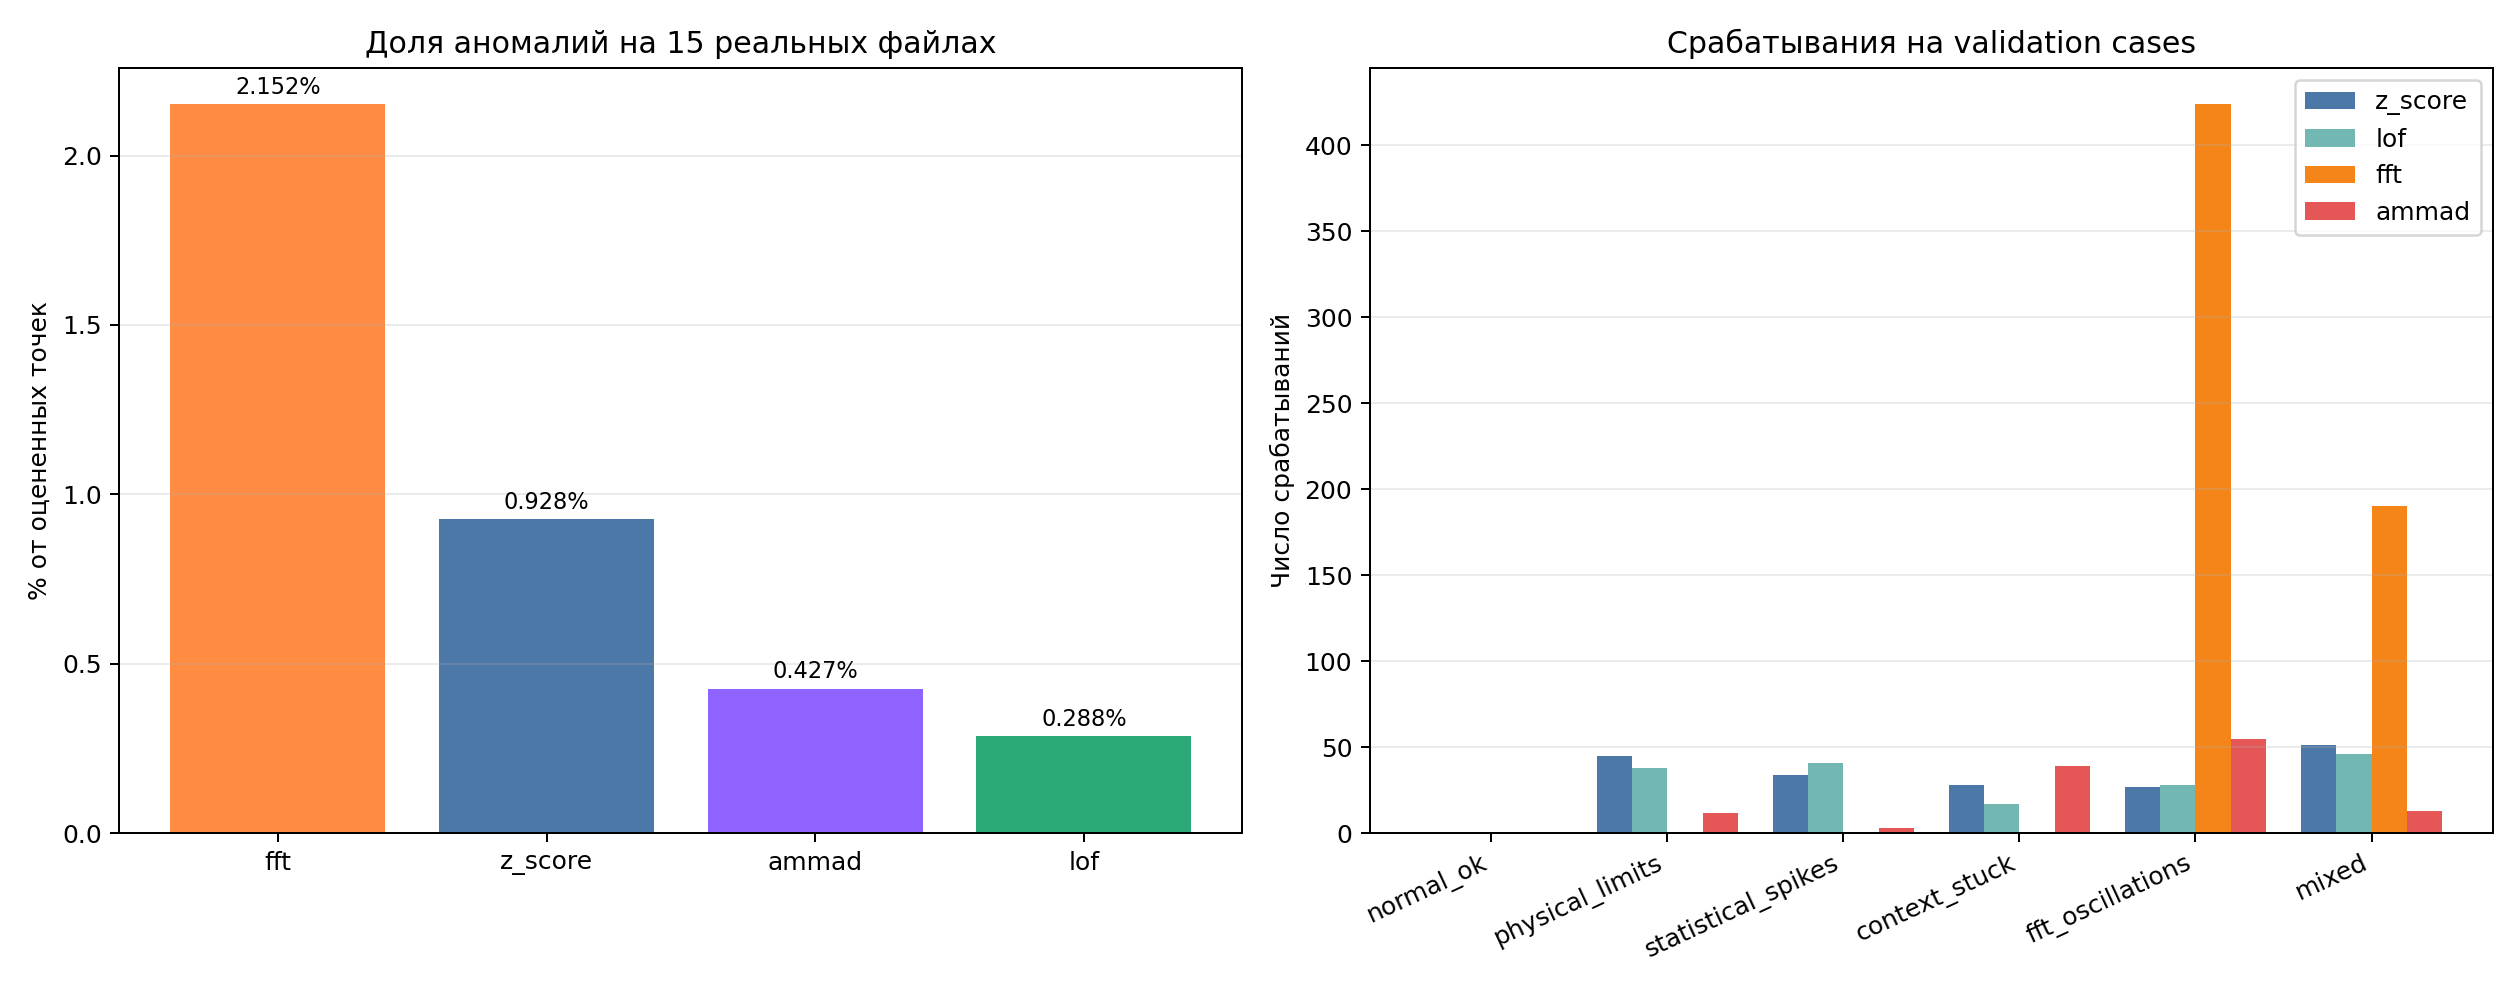 Доля аномалий на 15 реальных файлах
% от оцененных точек
2.0
1.5
1.0
0.5
0.0
2.152%
0.928%
0.427%
0.288%
fft
z_score
ammad
lof
Срабатывания на validation cases
Число срабатываний
400
350
300
250
200
150
100
50
0
z_score
lof
fft
ammad
normal_ok
physical_limits
statistical_spikes
context_stuck
fft_oscillations
mixed